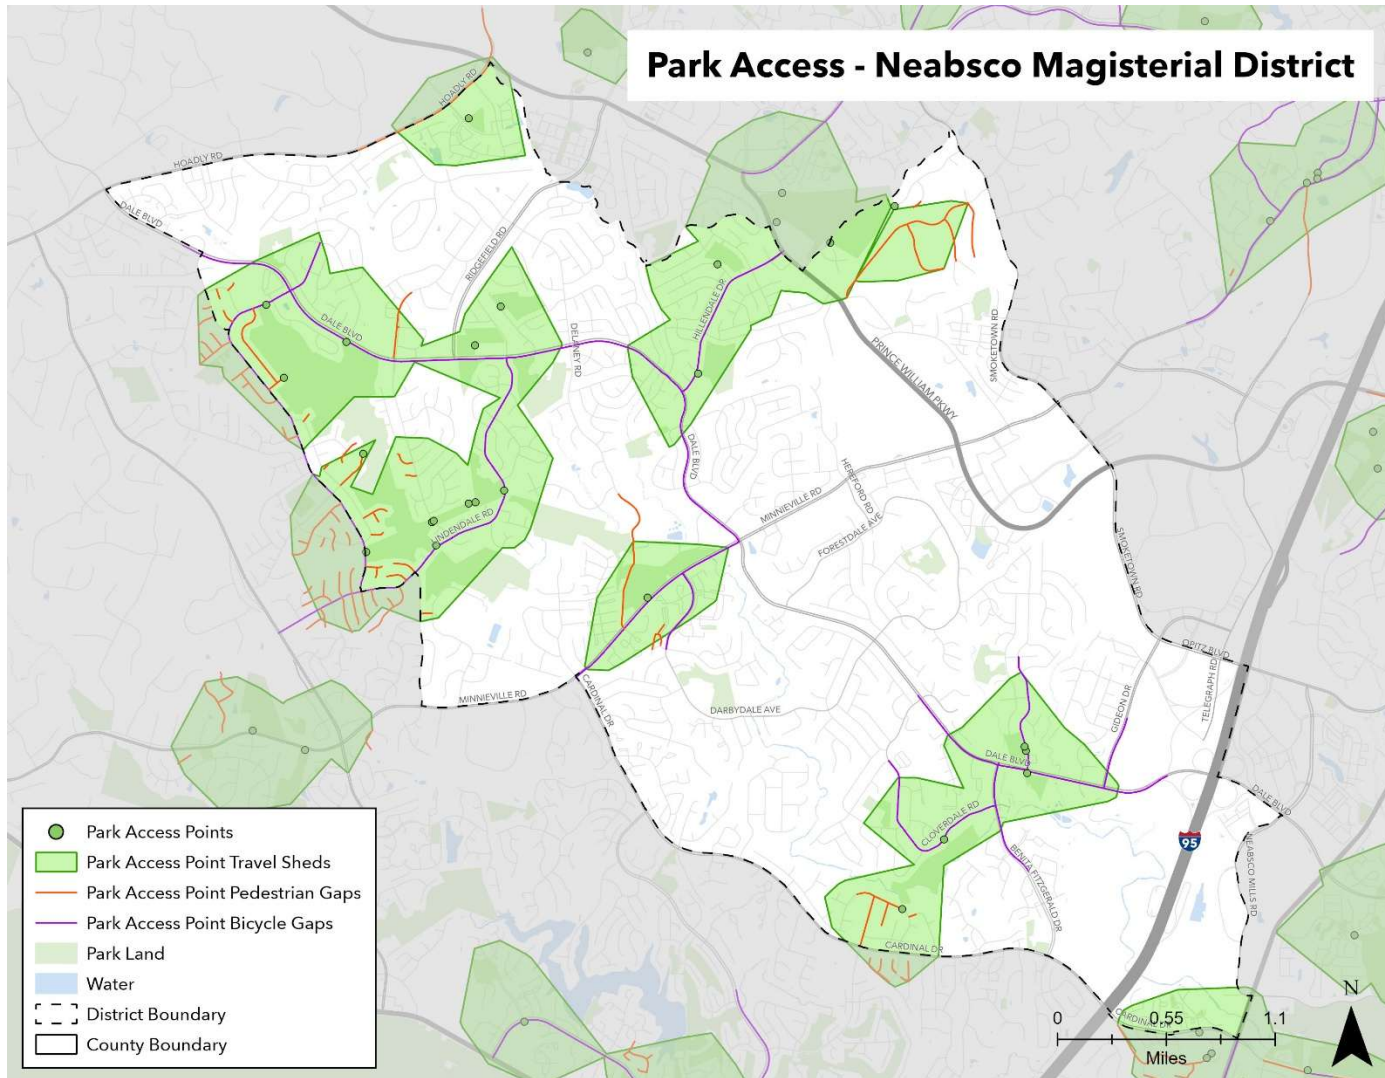 Park Access - Neabsco Magisterial District
HOADLY RD
HOADLY RD
DALE BLVD
RIDGEFIELD RD
DALE BLVD
DELANEY RD
HILLENDALE DR
SMOKETOWN RD
PRINCE WILLIAM PKWY
DALE BLVD
MINNIEVILLE RD
HEREFORD RD
FORESTDALE AVE
LINDENDALE RD
SMOKETOWN RD
OPITZ BLVD
TELEGRAPH RD
GIDEON DR
MINNIEVILLE RD
CARDINAL DR
DARBYDALE AVE
DALE BLVD
DALE BLVD
CLOVERDALE RD
BENITA FITZGERALD DR
95
NEABSCO MILLS RD
CARDINAL DR
CARDINAL DR
Park Access Points
Park Access Point Travel Sheds
Park Access Point Pedestrian Gaps
Park Access Point Bicycle Gaps
Park Land
Water
District Boundary
County Boundary
0 0.55 1.1
Miles
N